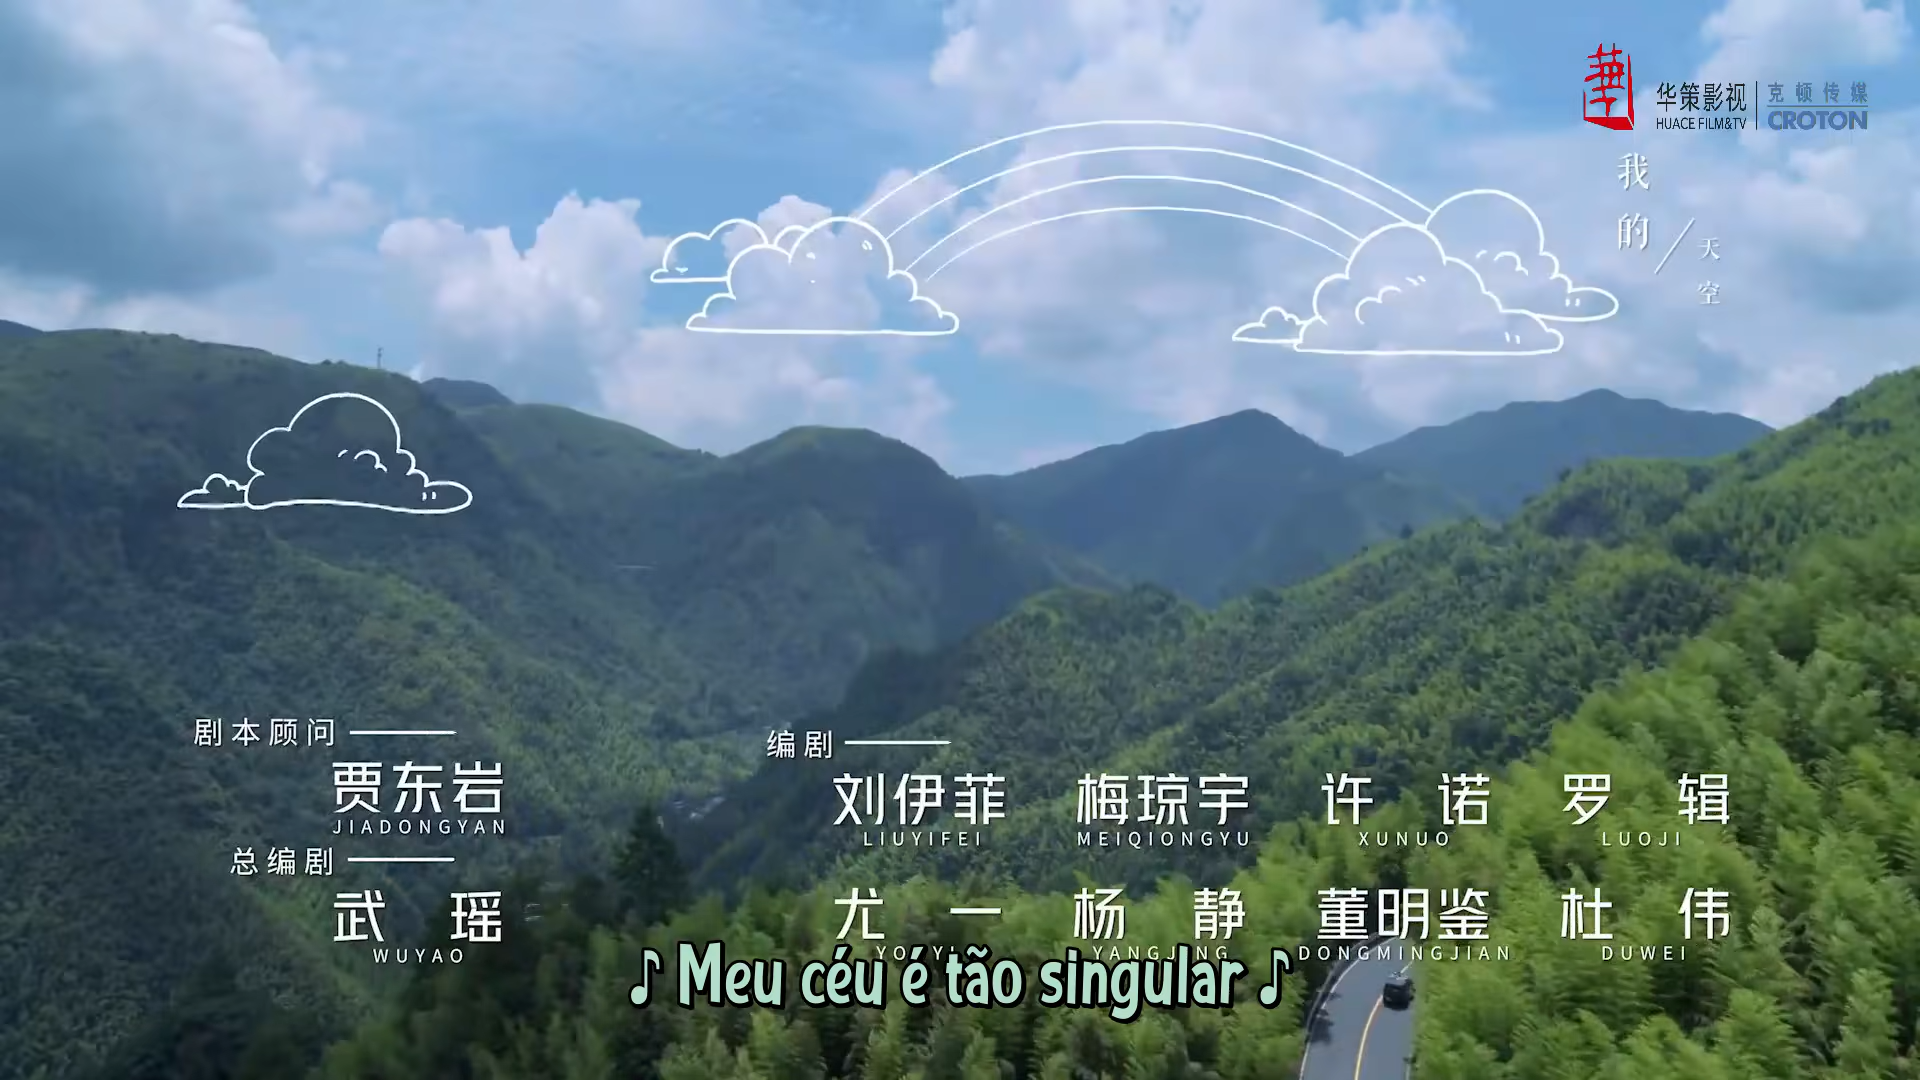 華
华策影视
HUACE FILM&TV
克顿传媒
CROTON
我的
天空
剧本顾问
贾东岩
JIADONGYAN
总编剧
武瑶
WUYAO
编剧
刘伊菲 梅琼宇 许诺 罗辑
LIUYIFEI MEIQIONGYU XUNUO LUOJI
尤一 杨静 董明鉴 杜伟
YOUYI YANGJING DONGMINGJIAN DUWEI
♪ Meu céu é tão singular ♪